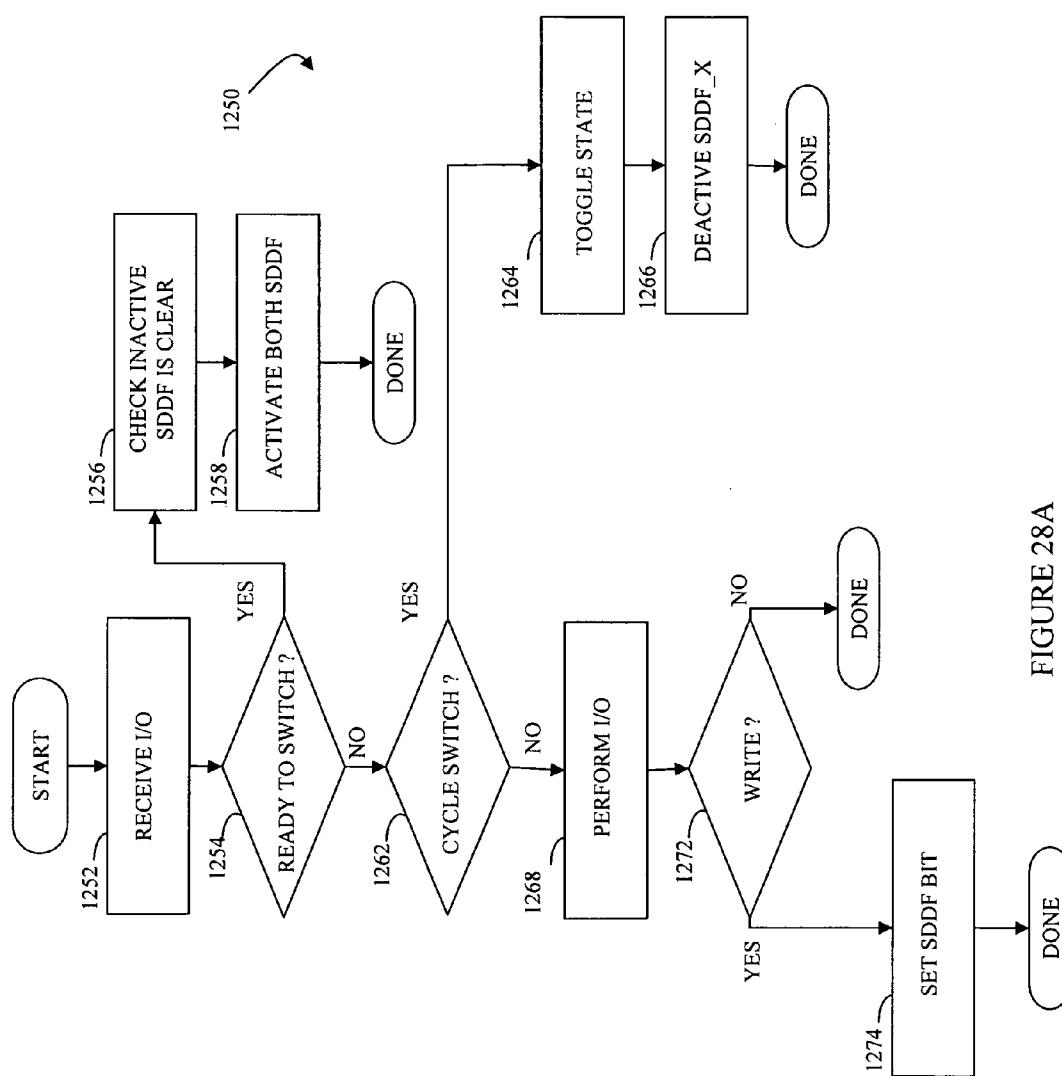 1250
START
1252
RECEIVE I/O
1254
READY TO SWITCH ?
YES
NO
1256
CHECK INACTIVE
SDDF IS CLEAR
1258
ACTIVATE BOTH SDDF
DONE
1262
CYCLE SWITCH ?
YES
NO
1264
TOGGLE STATE
1266
DEACTIVE SDDF_X
DONE
1268
PERFORM I/O
1272
WRITE ?
NO
DONE
YES
1274
SET SDDF BIT
DONE
FIGURE 28A